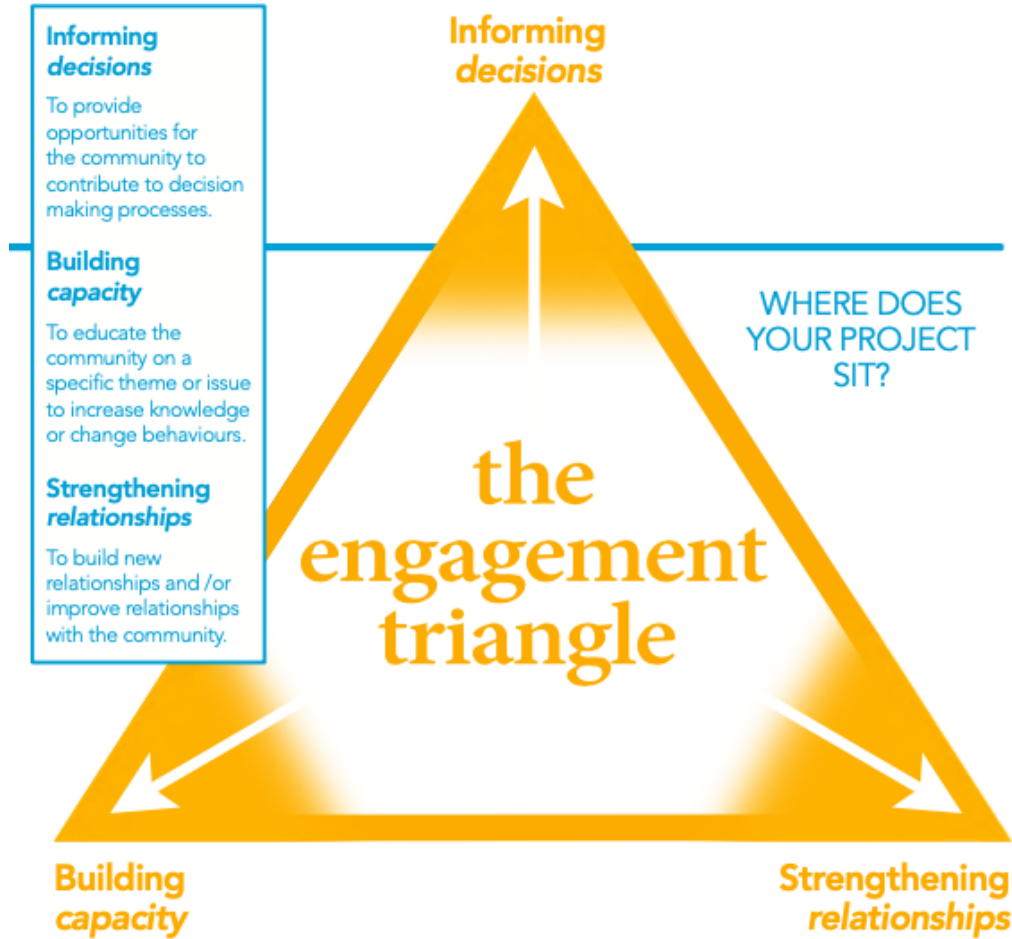 Informing
decisions
To provide
opportunities for
the community to
contribute to decision
making processes.
Building
capacity
To educate the
community on a
specific theme or issue
to increase knowledge
or change behaviours.
Strengthening
relationships
To build new
relationships and /or
improve relationships
with the community.
Informing
decisions
WHERE DOES
YOUR PROJECT
SIT?
the
engagement
triangle
Building
capacity
Strengthening
relationships